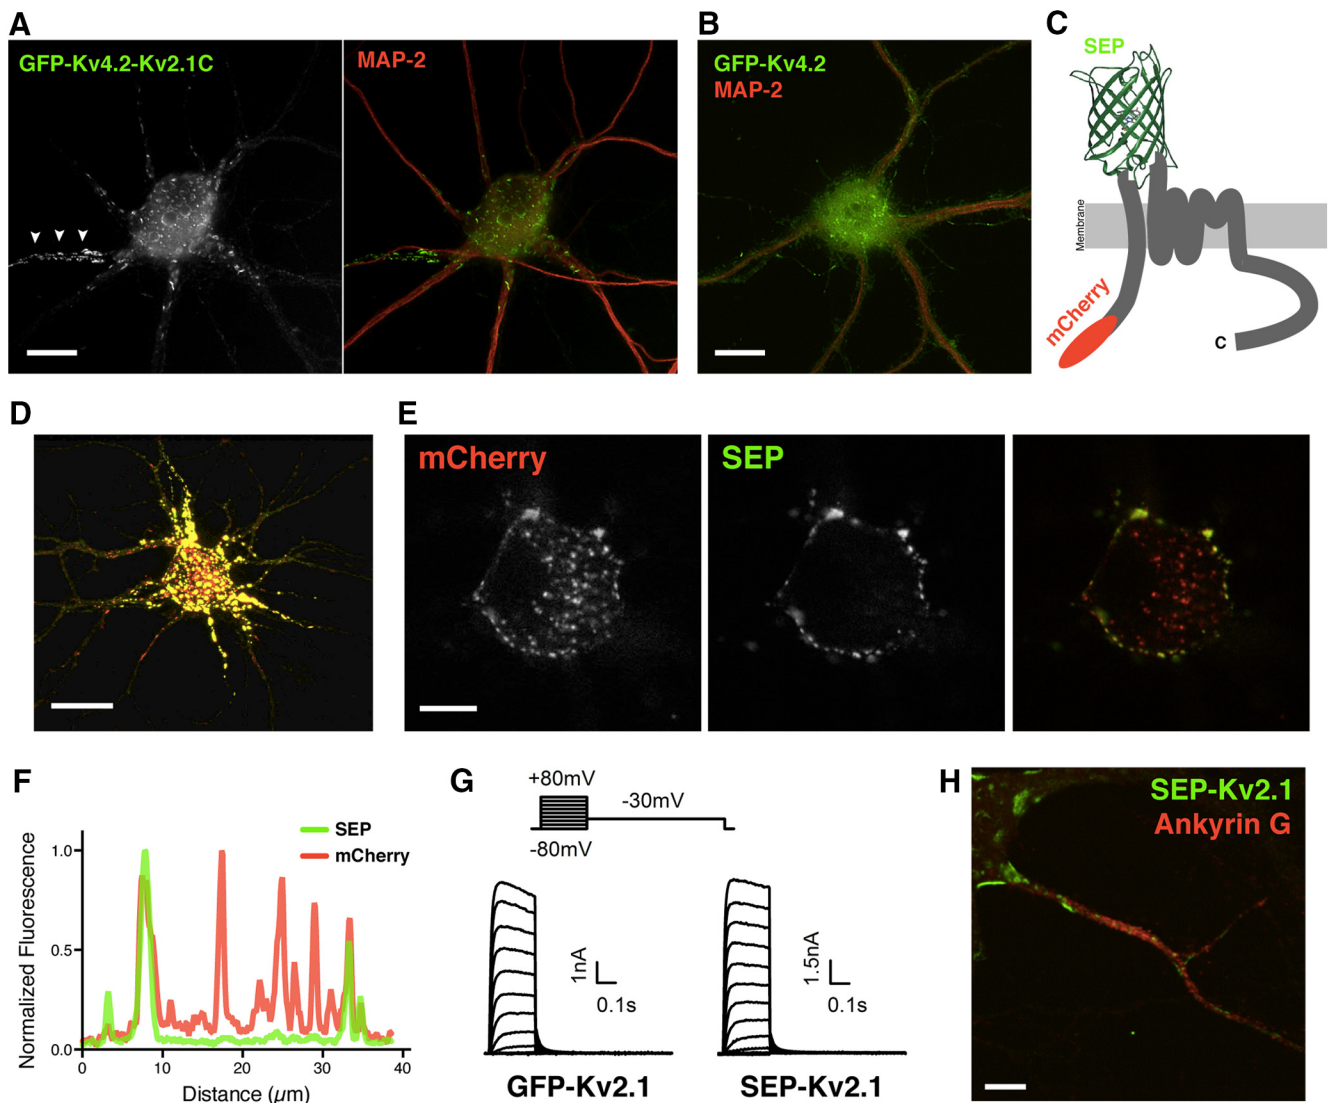 A
GFP-Kv4.2-Kv2.1C
MAP-2
B
GFP-Kv4.2
MAP-2
C
SEP
Membrane
mCherry
C
D
E
mCherry
SEP
F
Normalized Fluorescence
1.0
0.5
0.0
0
10
20
30
40
Distance (µm)
SEP
mCherry
G
+80mV
-30mV
-80mV
1nA
0.1s
1.5nA
0.1s
GFP-Kv2.1
SEP-Kv2.1
H
SEP-Kv2.1
Ankyrin G